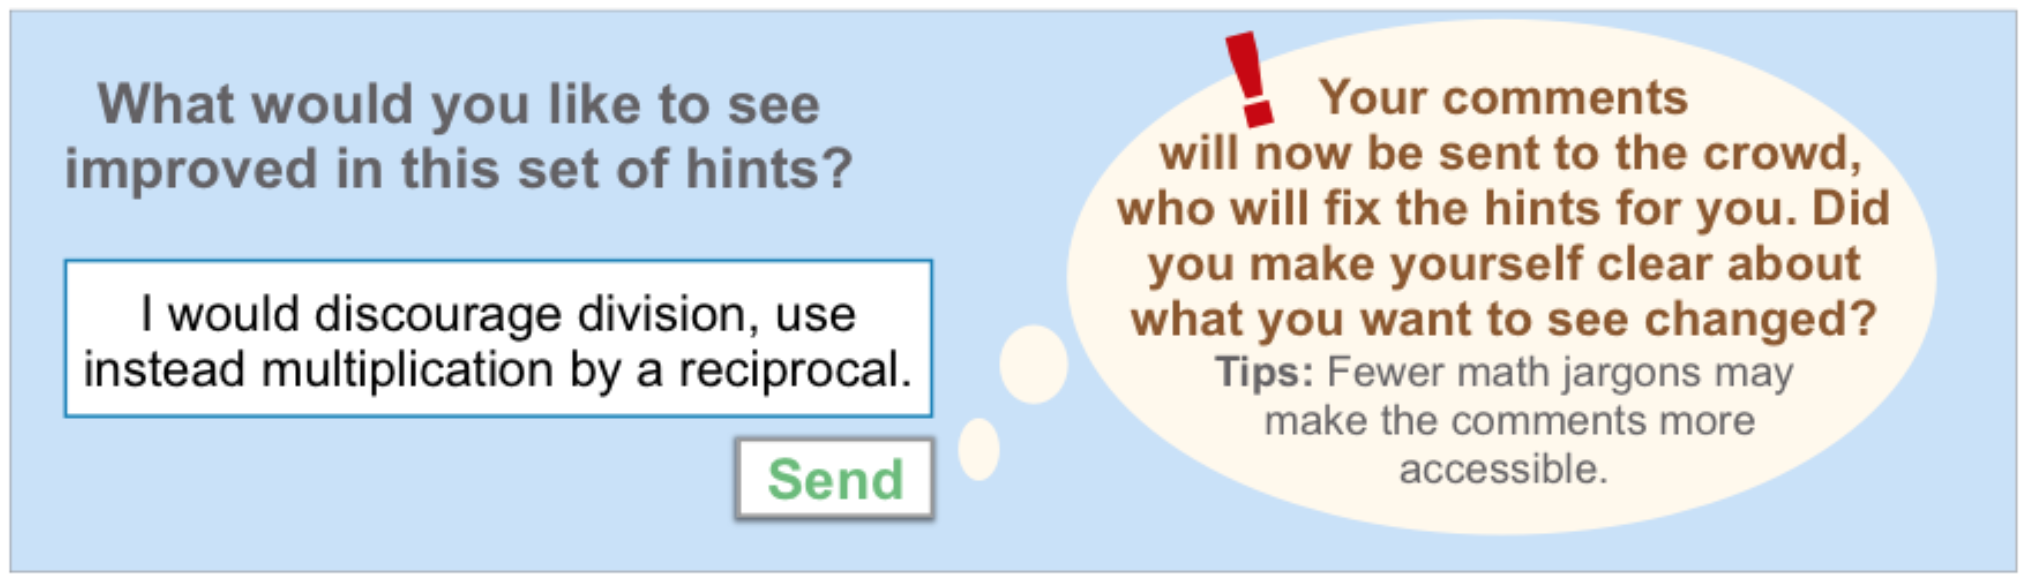 What would you like to see
improved in this set of hints?
I would discourage division, use
instead multiplication by a reciprocal.
Send
!
Your comments
will now be sent to the crowd,
who will fix the hints for you. Did
you make yourself clear about
what you want to see changed?
Tips: Fewer math jargons may
make the comments more
accessible.